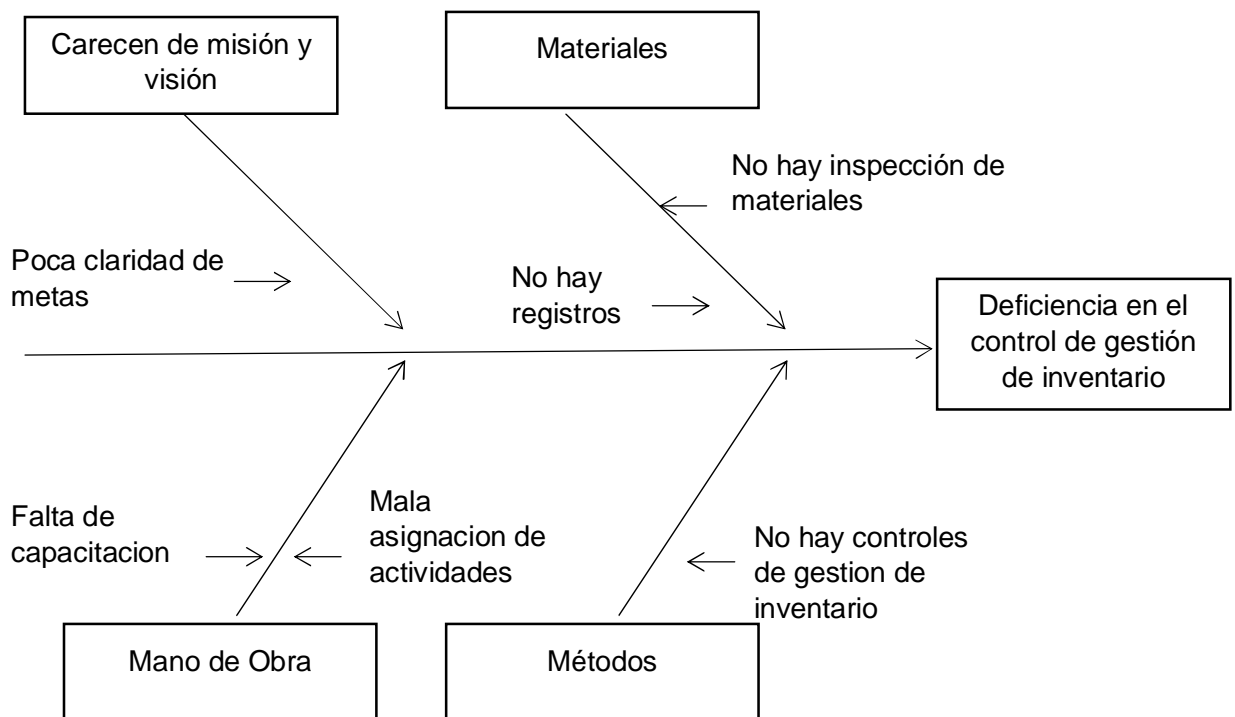 Carecen de misión y
visión
Materiales
No hay inspección de
materiales
Poca claridad de
metas
No hay
registros
Deficiencia en el
control de gestión
de inventario
Falta de
capacitacion
Mala
asignacion de
actividades
No hay controles
de gestion de
inventario
Mano de Obra
Métodos